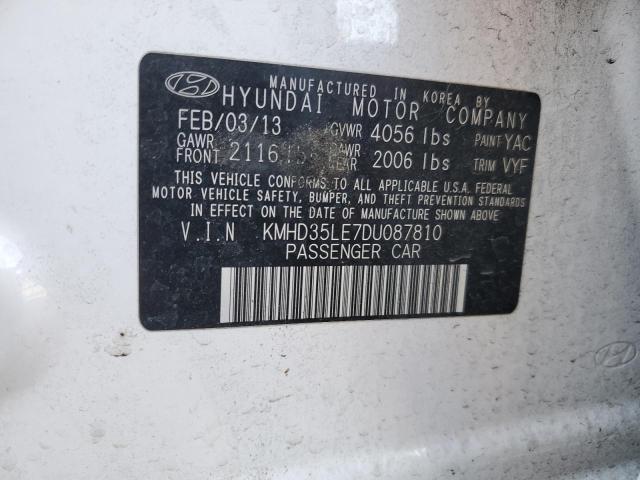 MANUFACTURED IN KOREA BY
HYUNDAI MOTOR COMPANY
FEB/03/13 GVWR 4056 lbs PAINT YAC
GAWR FRONT 2116 GAWR REAR 2006 lbs TRIM VYF
THIS VEHICLE CONFORMS TO ALL APPLICABLE U.S.A. FEDERAL
MOTOR VEHICLE SAFETY, BUMPER, AND THEFT PREVENTION STANDARDS
IN EFFECT ON THE DATE OF MANUFACTURE SHOWN ABOVE.
V.I.N KMHD35LE7DU087810
PASSENGER CAR